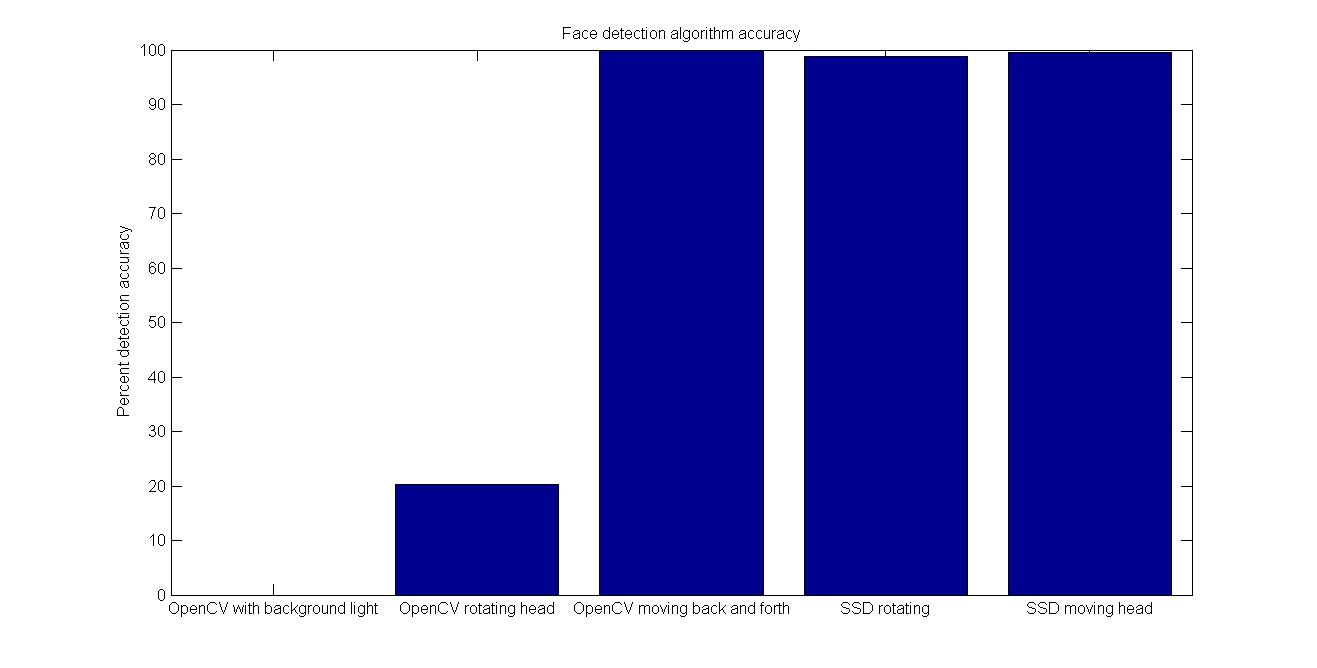 Face detection algorithm accuracy
100
90
80
70
60
50
40
30
20
10
0
Percent detection accuracy
OpenCV with background light
OpenCV rotating head
OpenCV moving back and forth
SSD rotating
SSD moving head